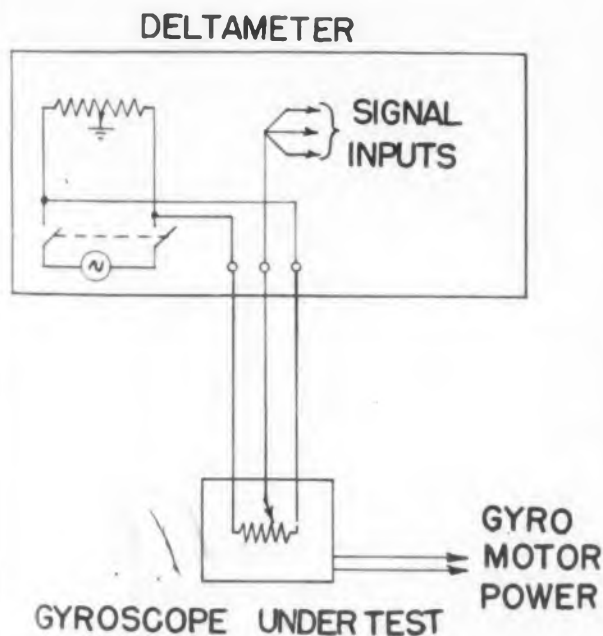 DELTAMETER
SIGNAL
INPUTS
GYRO
MOTOR
POWER
GYROSCOPE UNDER TEST